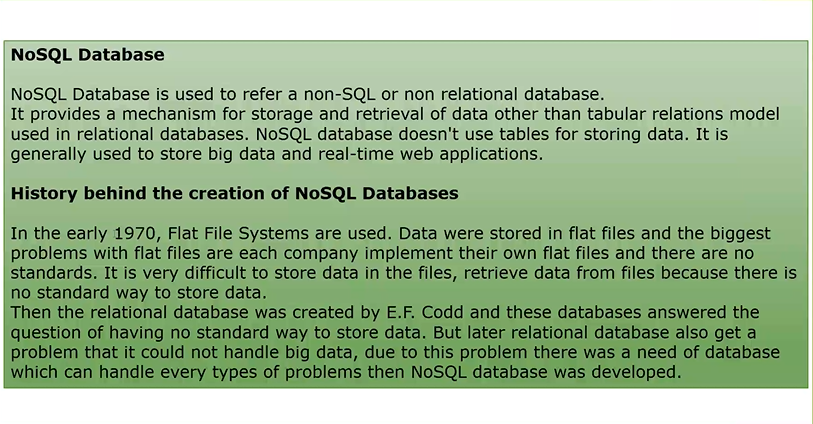 NoSQL Database
NoSQL Database is used to refer a non-SQL or non relational database.
It provides a mechanism for storage and retrieval of data other than tabular relations model
used in relational databases. NoSQL database doesn't use tables for storing data. It is
generally used to store big data and real-time web applications.
History behind the creation of NoSQL Databases
In the early 1970, Flat File Systems are used. Data were stored in flat files and the biggest
problems with flat files are each company implement their own flat files and there are no
standards. It is very difficult to store data in the files, retrieve data from files because there is
no standard way to store data.
Then the relational database was created by E.F. Codd and these databases answered the
question of having no standard way to store data. But later relational database also get a
problem that it could not handle big data, due to this problem there was a need of database
which can handle every types of problems then NoSQL database was developed.